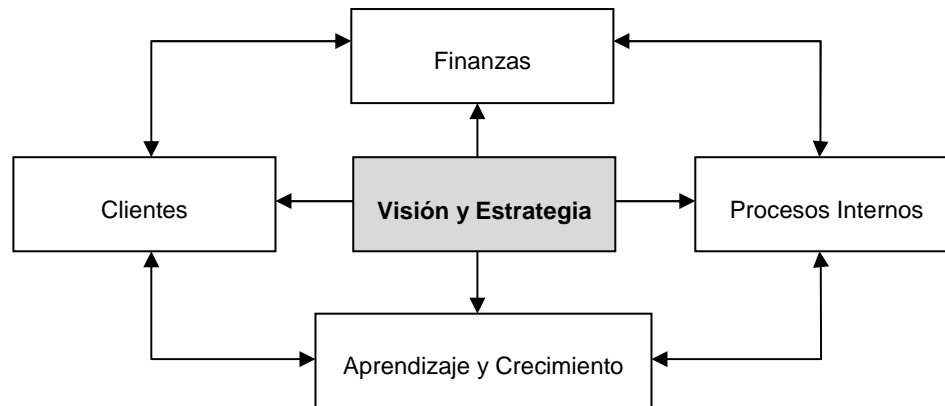 Finanzas
Clientes
Visión y Estrategia
Procesos Internos
Aprendizaje y Crecimiento